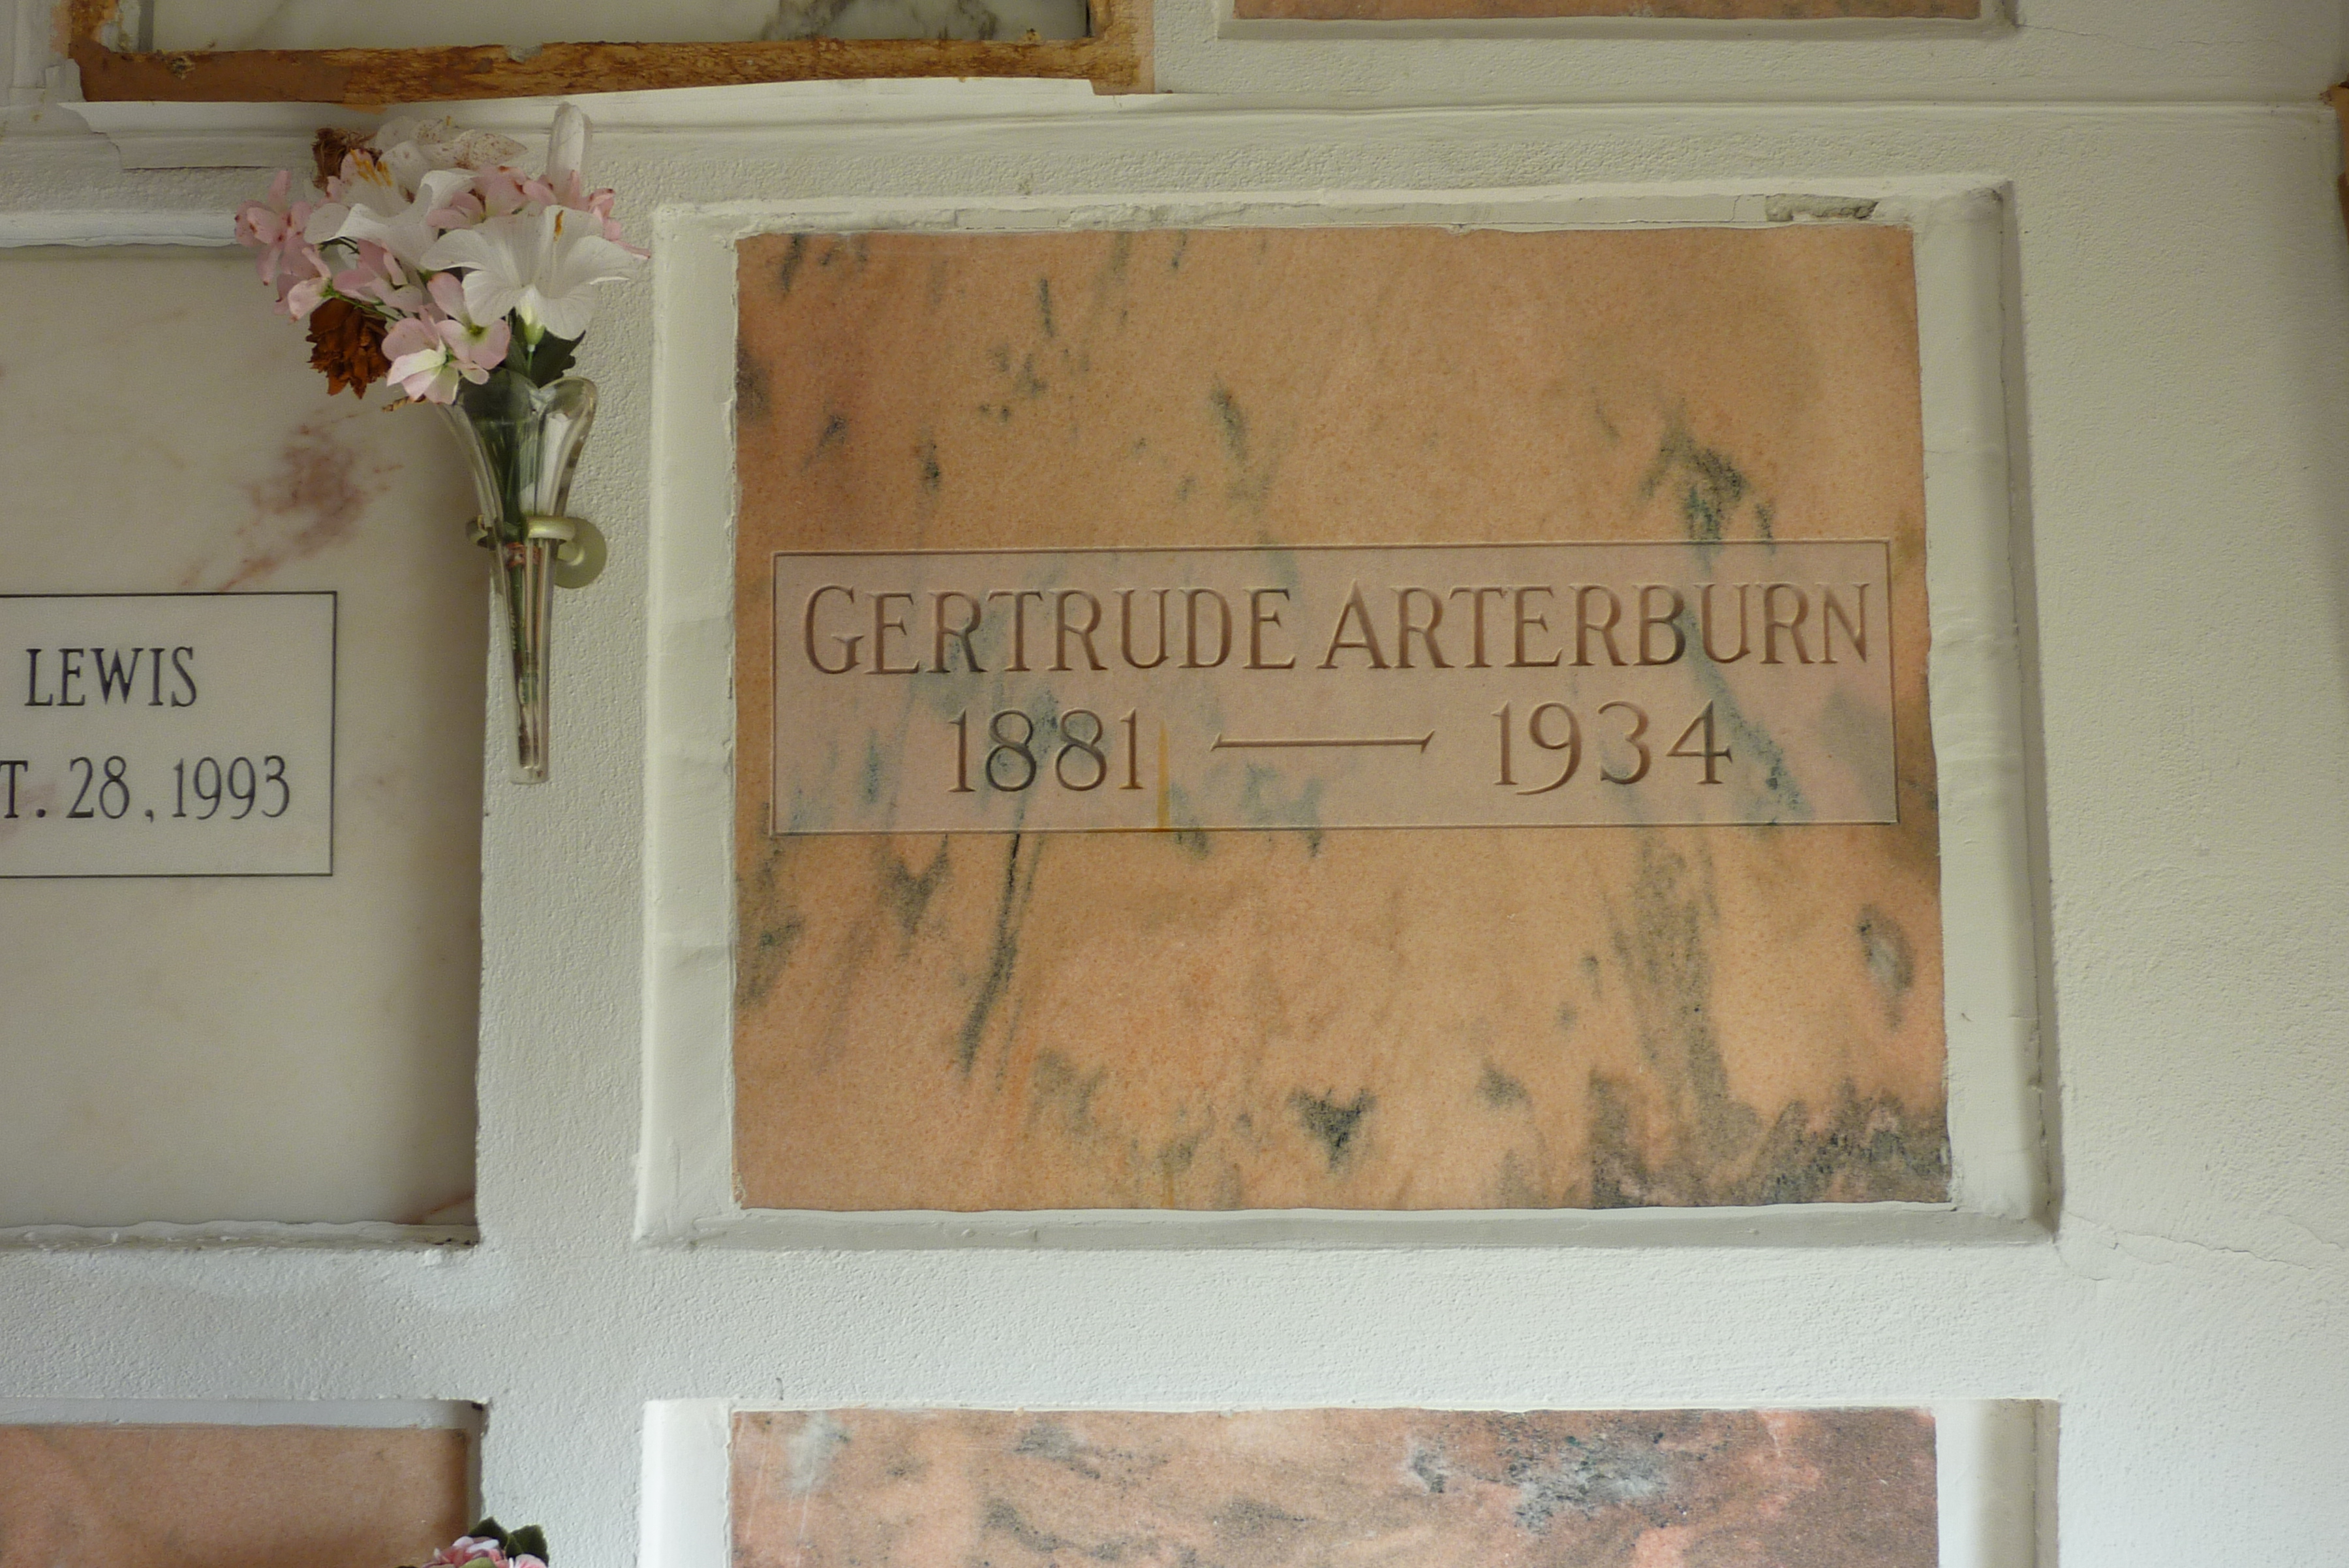 LEWIS
T. 28, 1993
GERTRUDE ARTERBURN
1881 — 1934